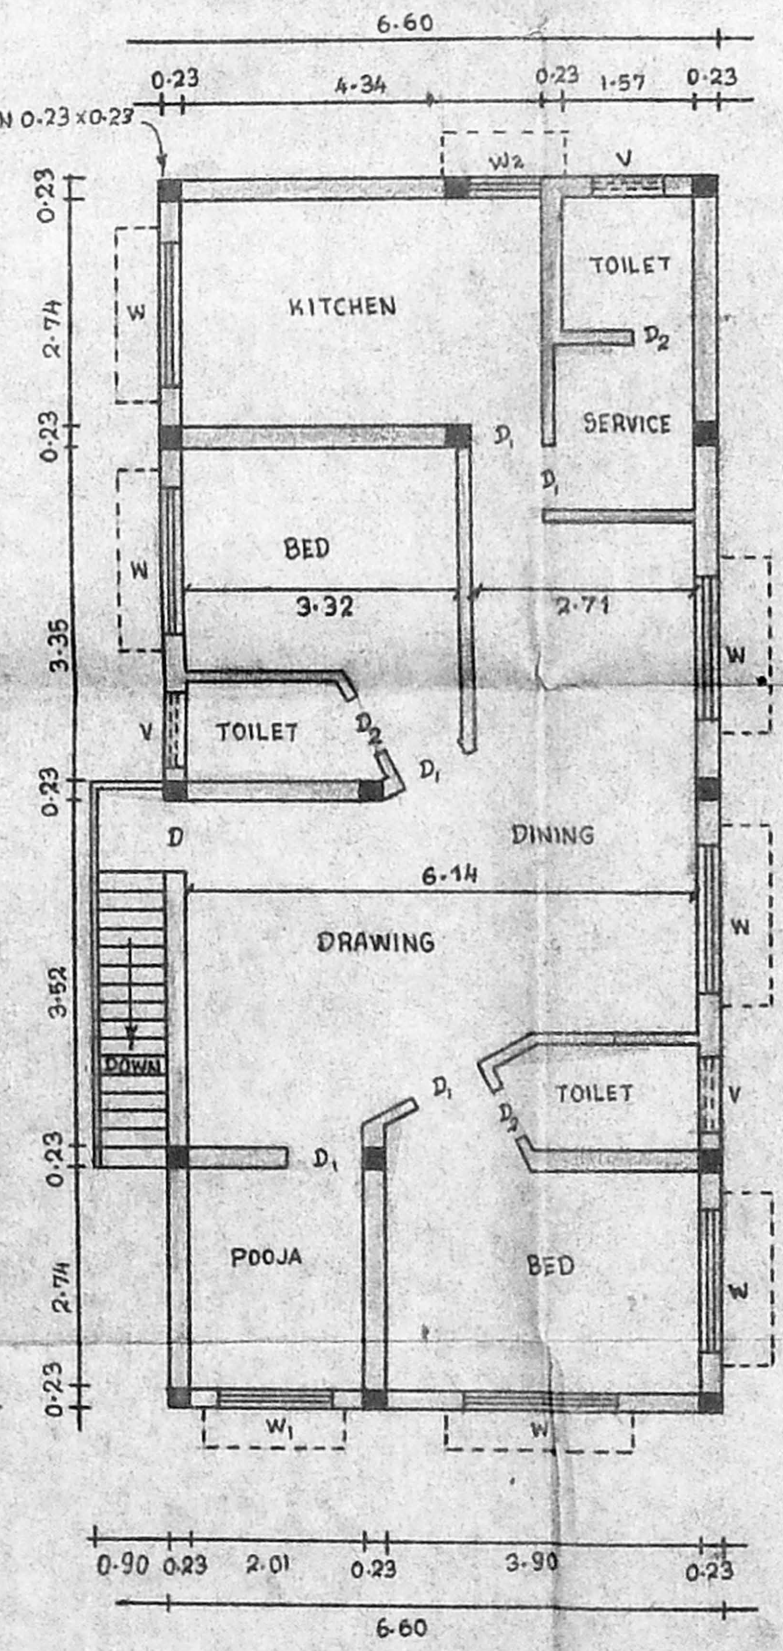 6.60
0.23 4.34 0.23 1.57 0.23
N 0.23 x 0.23
W2 V
0.23
TOILET
W KITCHEN
2.74
D2
SERVICE
0.23
D1
D1
BED
W
3.32 2.71
3.35
W
V TOILET D2
D1
0.23
D DINING
6.14
W
DRAWING
3.52
DOWN
D1 TOILET V
D2
0.23
D1
POOJA BED
2.74
W
0.23
W1 W
0.90 0.23 2.01 0.23 3.90 0.23
6.60